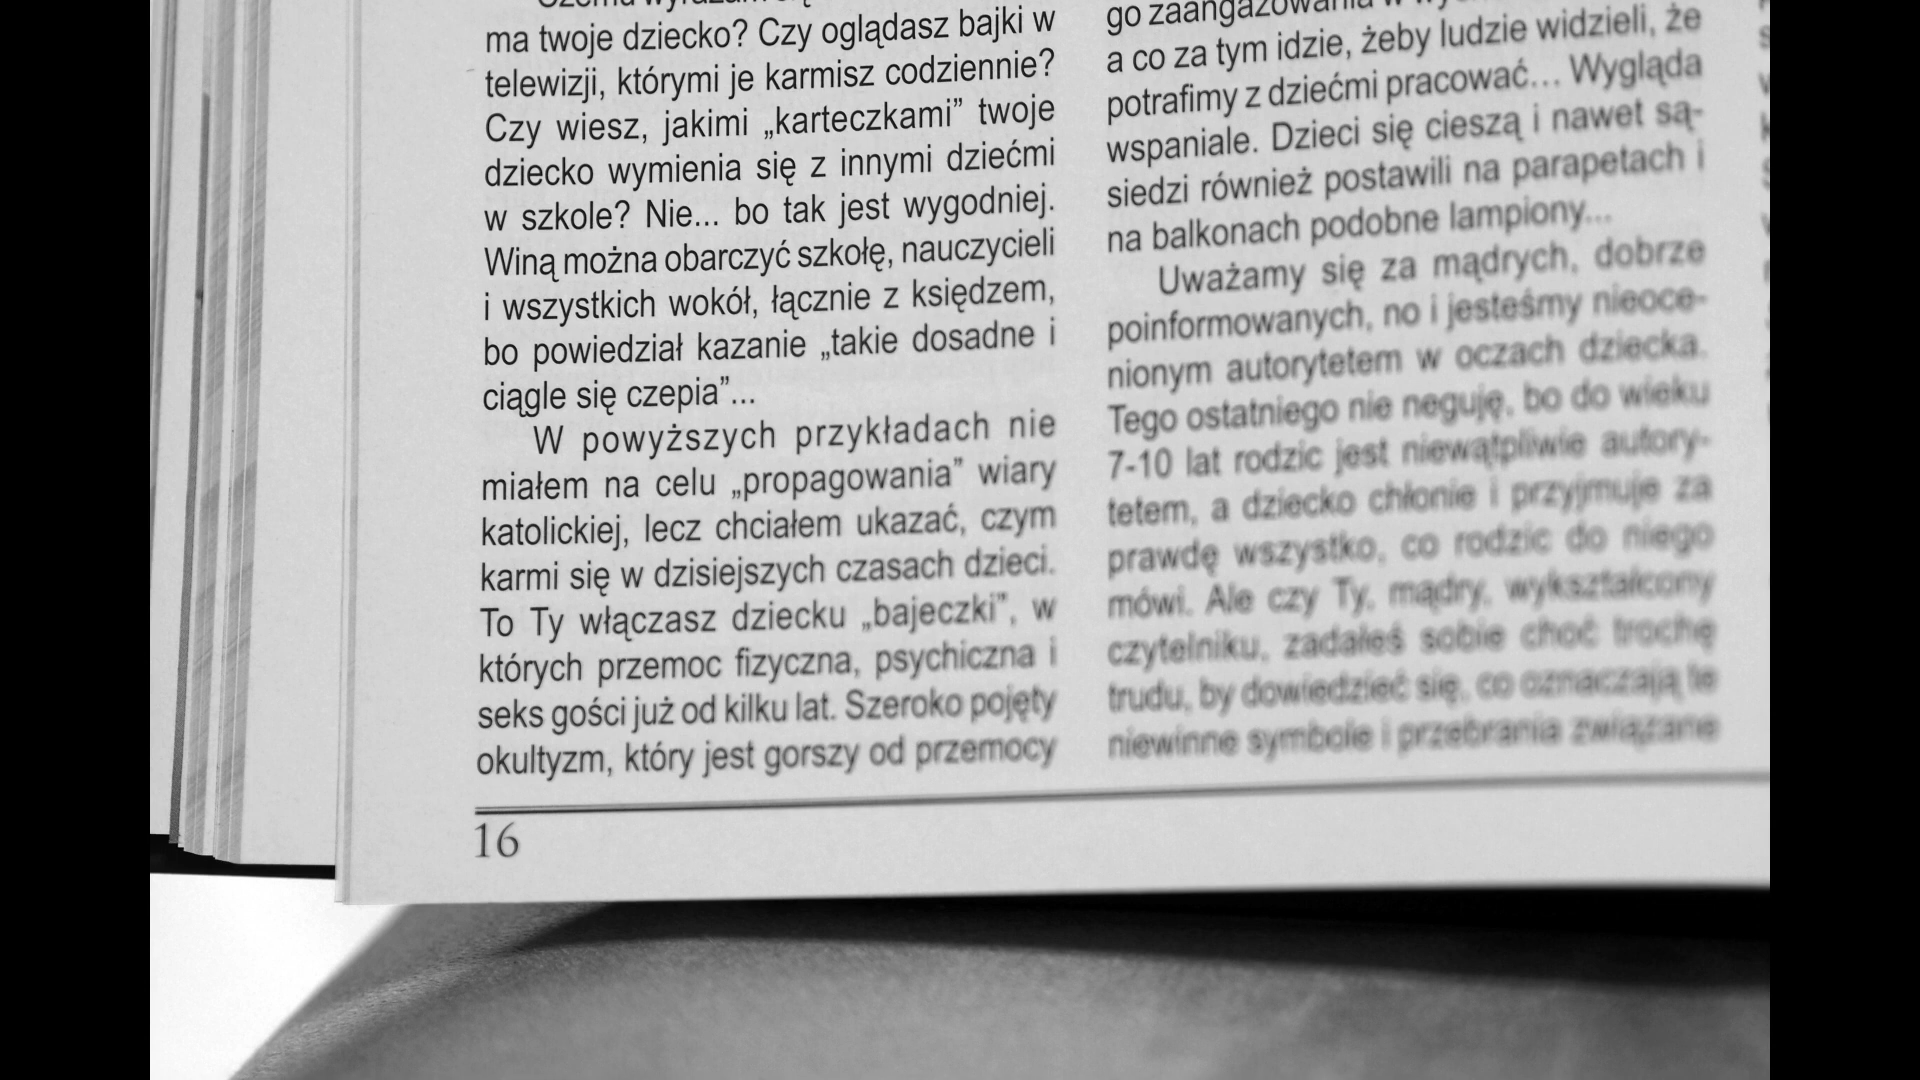 ma twoje dziecko? Czy oglądasz bajki w
telewizji, którymi je karmisz codziennie?
Czy wiesz, jakimi „karteczkami” twoje
dziecko wymienia się z innymi dziećmi
w szkole? Nie... bo tak jest wygodniej.
Winą można obarczyć szkołę, nauczycieli
i wszystkich wokół, łącznie z księdzem,
bo powiedział kazanie „takie dosadne i
ciągle się czepia”...
W powyższych przykładach nie
miałem na celu „propagowania” wiary
katolickiej, lecz chciałem ukazać, czym
karmi się w dzisiejszych czasach dzieci.
To Ty włączasz dziecku „bajeczki”, w
których przemoc fizyczna, psychiczna i
seks gości już od kilku lat. Szeroko pojęty
okultyzm, który jest gorszy od przemocy
16
go zaangażowania w
a co za tym idzie, żeby ludzie widzieli, że
potrafimy z dziećmi pracować... Wygląda
wspaniale. Dzieci się cieszą i nawet są-
siedzi również postawili na parapetach i
na balkonach podobne lampiony...
Uważamy się za mądrych, dobrze
poinformowanych, no i jesteśmy nieoce-
nionym autorytetem w oczach dziecka.
Tego ostatniego nie neguję, bo do wieku
7-10 lat rodzic jest niewątpliwie autory-
tetem, a dziecko chłonie i przyjmuje za
prawdę wszystko, co rodzic do niego
mówi. Ale czy Ty, mądry, wykształcony
czytelniku, zadałeś sobie choć trochę
trudu, by dowiedzieć się, co oznaczają te
niewinne symbole i przebrania związane